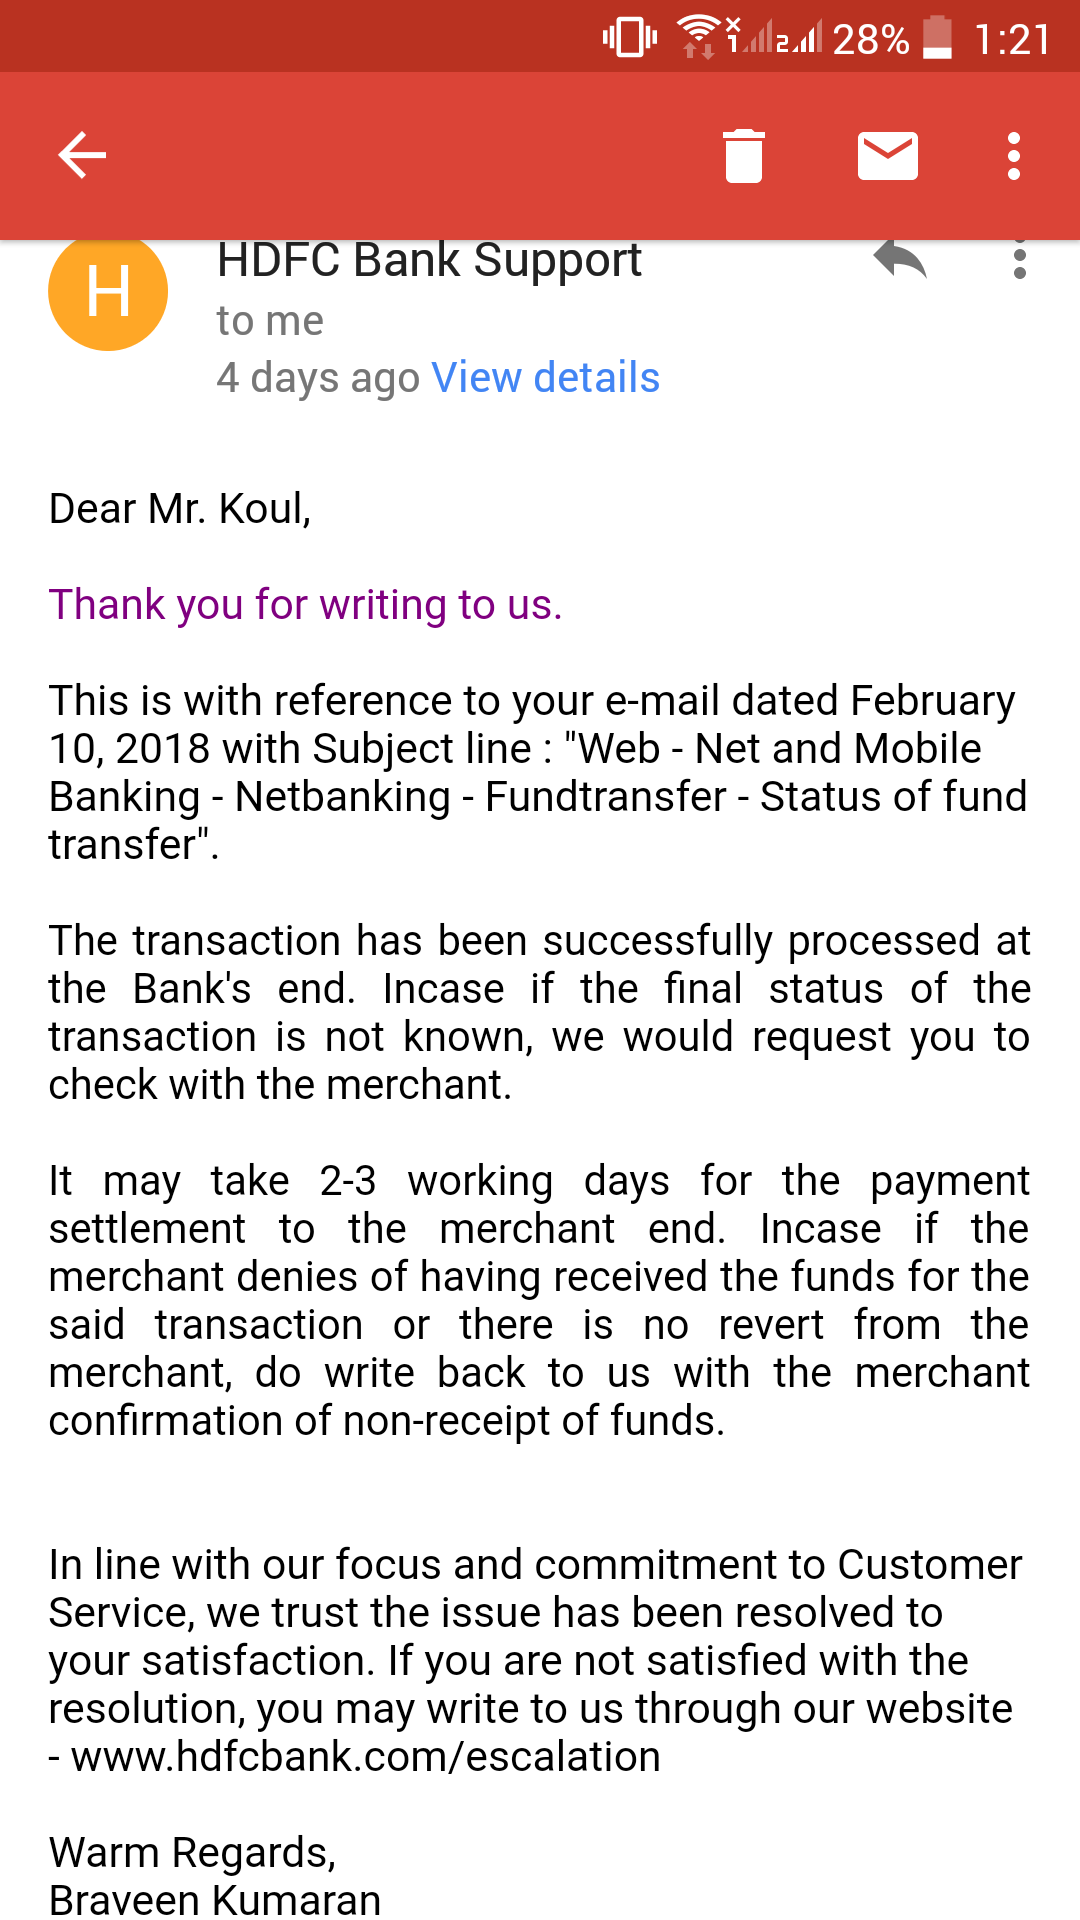 1 2 28% 1:21
H
HDFC Bank Support
to me
4 days ago View details
Dear Mr. Koul,
Thank you for writing to us.
This is with reference to your e-mail dated February
10, 2018 with Subject line : "Web - Net and Mobile
Banking - Netbanking - Fundtransfer - Status of fund
transfer".
The transaction has been successfully processed at
the Bank's end. Incase if the final status of the
transaction is not known, we would request you to
check with the merchant.
It may take 2-3 working days for the payment
settlement to the merchant end. Incase if the
merchant denies of having received the funds for the
said transaction or there is no revert from the
merchant, do write back to us with the merchant
confirmation of non-receipt of funds.
In line with our focus and commitment to Customer
Service, we trust the issue has been resolved to
your satisfaction. If you are not satisfied with the
resolution, you may write to us through our website
- www.hdfcbank.com/escalation
Warm Regards,
Braveen Kumaran